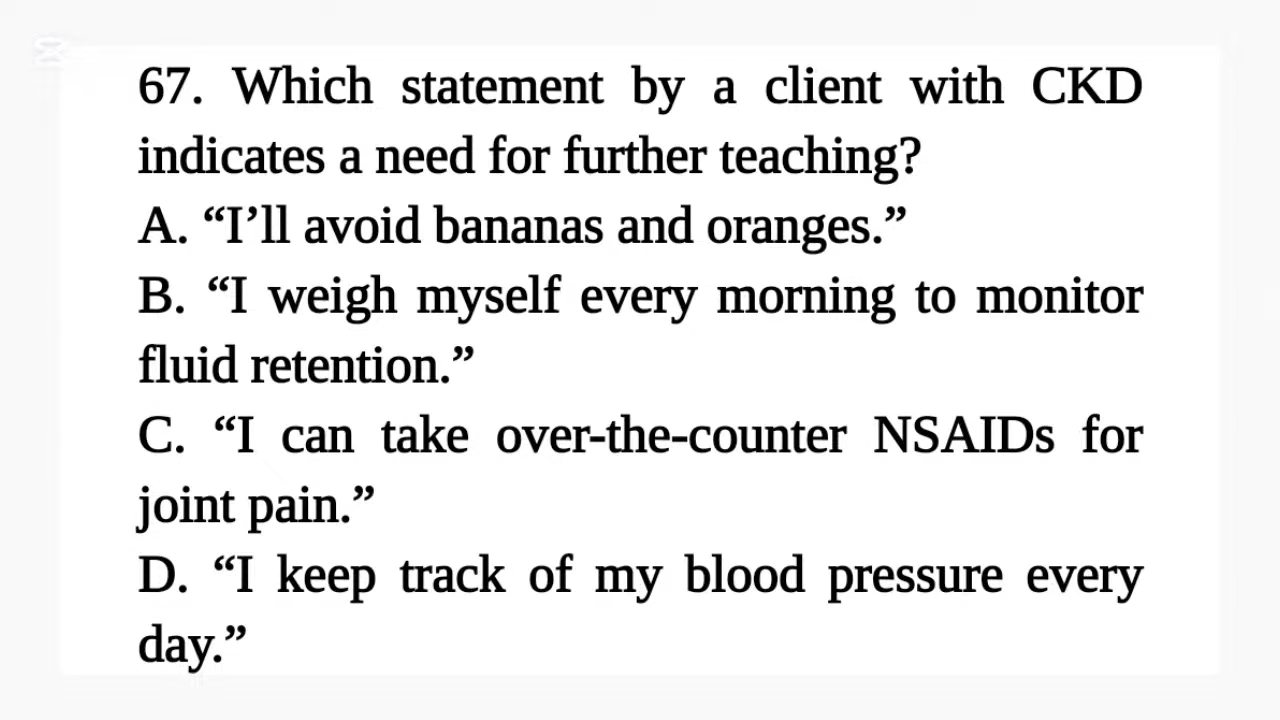 67. Which statement by a client with CKD
indicates a need for further teaching?
A. “I’ll avoid bananas and oranges.”
B. “I weigh myself every morning to monitor
fluid retention.”
C. “I can take over-the-counter NSAIDs for
joint pain.”
D. “I keep track of my blood pressure every
day.”